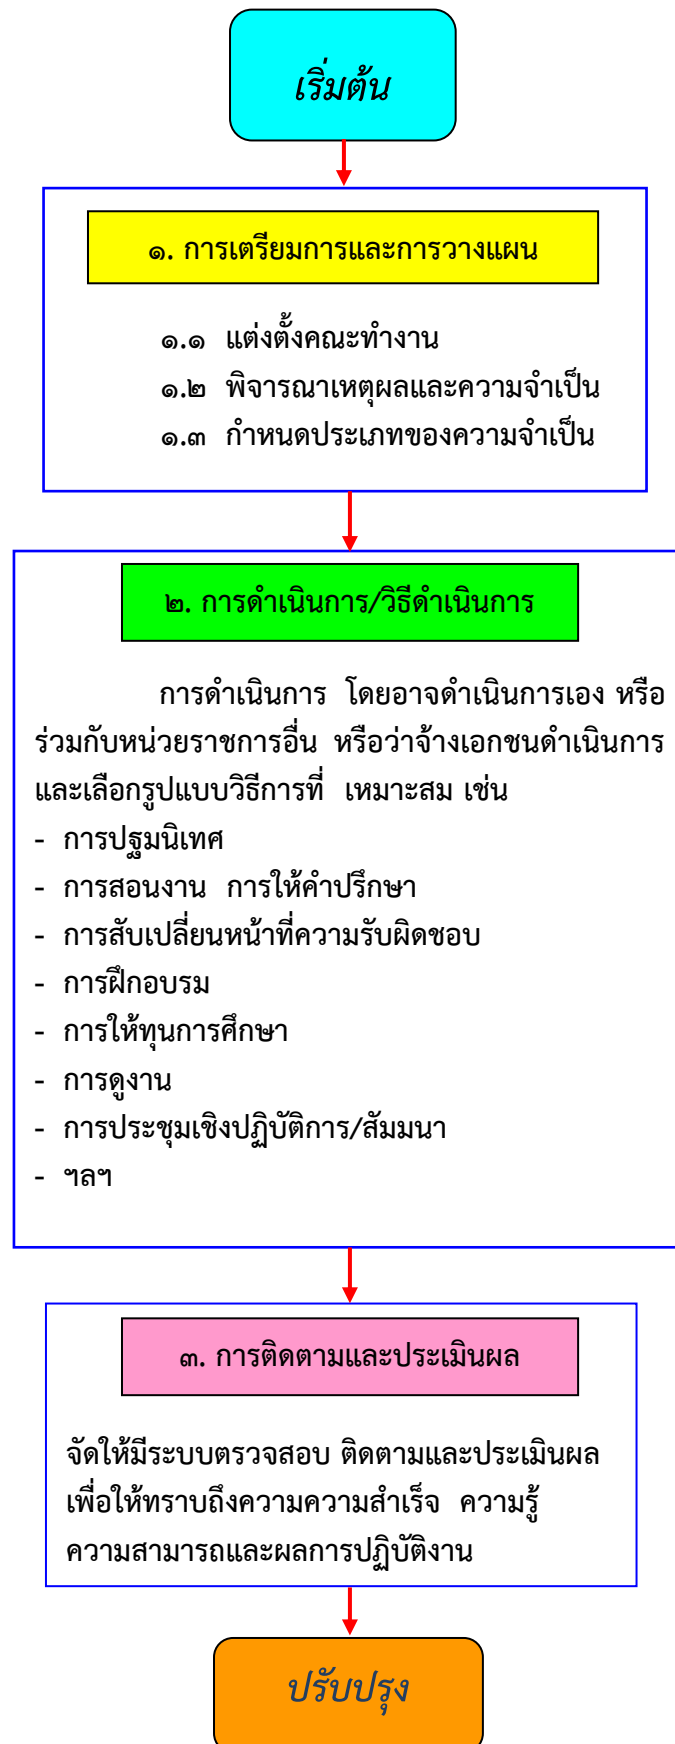 เริ่มต้น
๑. การเตรียมการและการวางแผน
๑.๑ แต่งตั้งคณะทำงาน
๑.๒ พิจารณาเหตุผลและความจำเป็น
๑.๓ กำหนดประเภทของความจำเป็น
๒. การดำเนินการ/วิธีดำเนินการ
การดำเนินการ โดยอาจดำเนินการเอง หรือ
ร่วมกับหน่วยราชการอื่น หรือว่าจ้างเอกชนดำเนินการ
และเลือกรูปแบบวิธีการที่ เหมาะสม เช่น
- การปฐมนิเทศ
- การสอนงาน การให้คำปรึกษา
- การสับเปลี่ยนหน้าที่ความรับผิดชอบ
- การฝึกอบรม
- การให้ทุนการศึกษา
- การดูงาน
- การประชุมเชิงปฏิบัติการ/สัมมนา
- ฯลฯ
๓. การติดตามและประเมินผล
จัดให้มีระบบตรวจสอบ ติดตามและประเมินผล
เพื่อให้ทราบถึงความความสำเร็จ ความรู้
ความสามารถและผลการปฏิบัติงาน
ปรับปรุง